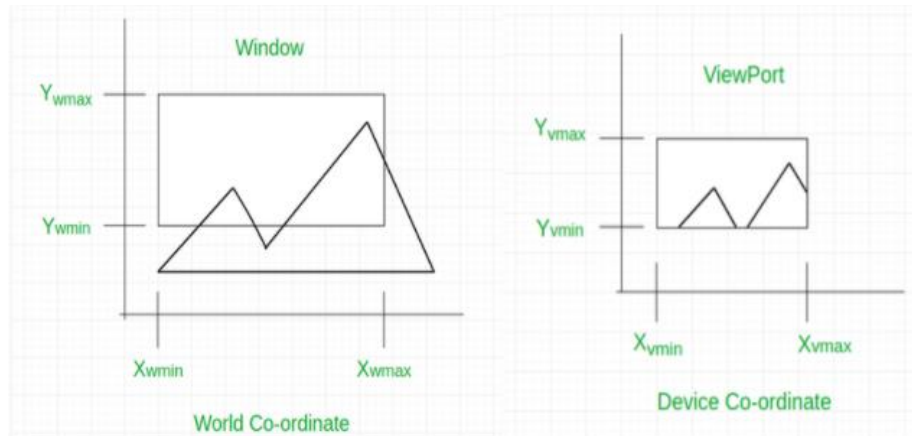 Window
Ywmax
Ywmin
Xwmin
Xwmax
World Co-ordinate
ViewPort
Yvmax
Yvmin
Xvmin
Xvmax
Device Co-ordinate